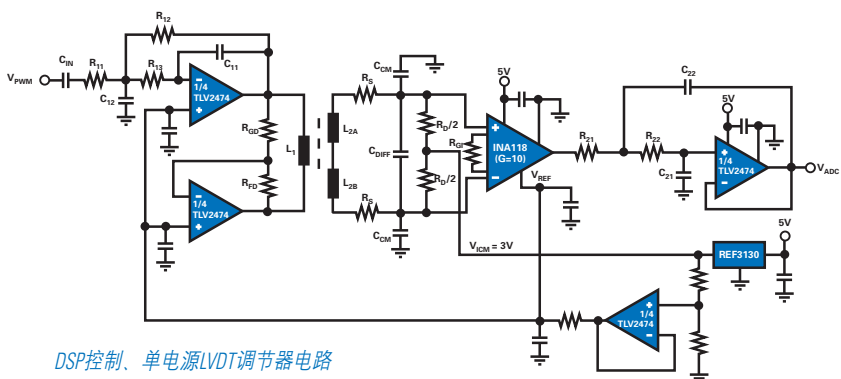 R12
CIN
R11
R13
C11
VPWM
C12
1/4
TLV2474
RGD
RFD
1/4
TLV2474
L1
L2A
L2B
RS
RS
CCM
CDIFF
CCM
RD/2
RD/2
RGI
5V
INA118
(G=10)
VREF
R21
R22
C22
C21
5V
1/4
TLV2474
VADC
VICM = 3V
REF3130
5V
1/4
TLV2474
DSP控制、单电源LVDT调节器电路